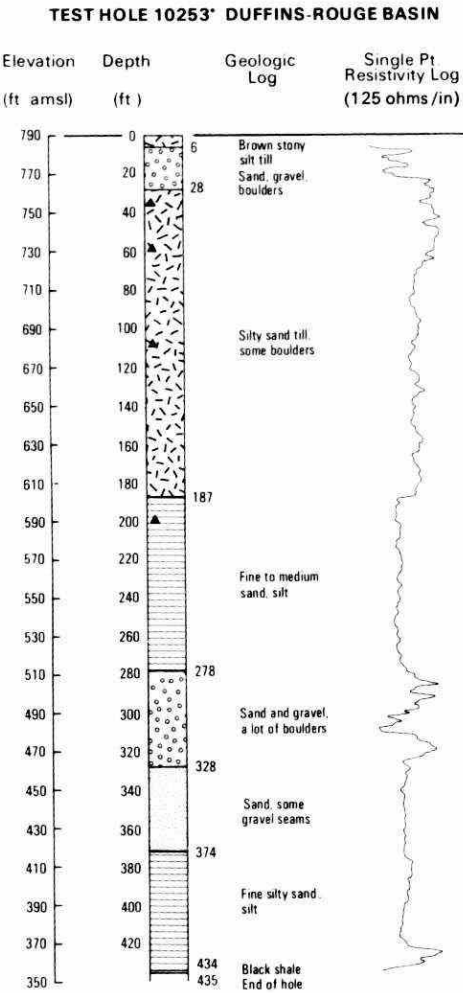 TEST HOLE 10253* DUFFINS-ROUGE BASIN
Elevation Depth Geologic Log Single Pt Resistivity Log
(ft amsl) (ft) (125 ohms/in)
790 0
Brown stony
6
silt till
770 20
Sand, gravel,
28
boulders
750 40
730 60
710 80
690 100
Silty sand till,
some boulders
670 120
650 140
630 160
610 180
187
590 200
570 220
Fine to medium
sand, silt
550 240
530 260
510 280
278
490 300
Sand and gravel,
a lot of boulders
470 320
328
450 340
Sand, some
gravel seams
430 360
374
410 380
Fine silty sand,
silt
390 400
370 420
434
Black shale
435
End of hole
350